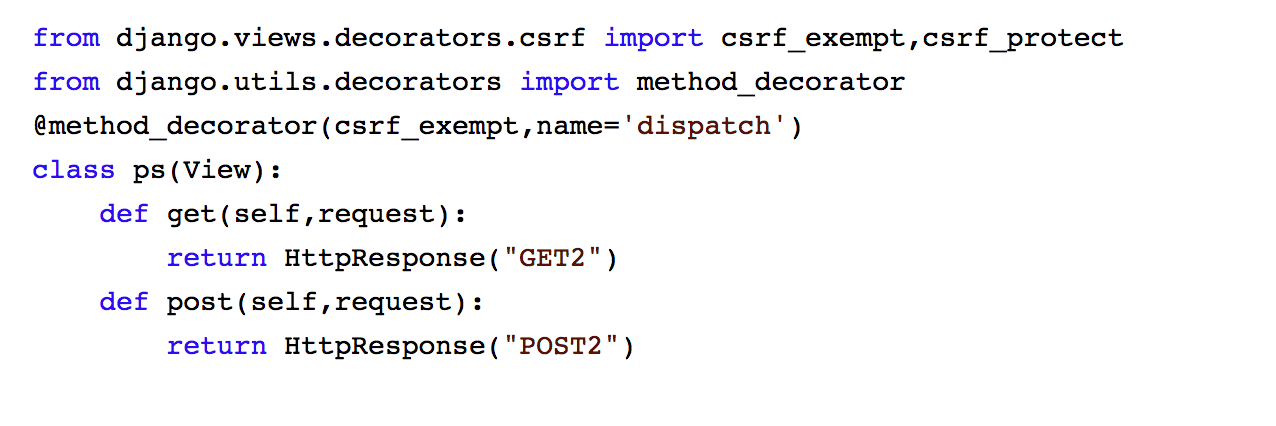 from django.views.decorators.csrf import csrf_exempt,csrf_protect
from django.utils.decorators import method_decorator
@method_decorator(csrf_exempt,name='dispatch')
class ps(View):
    def get(self,request):
        return HttpResponse("GET2")
    def post(self,request):
        return HttpResponse("POST2")